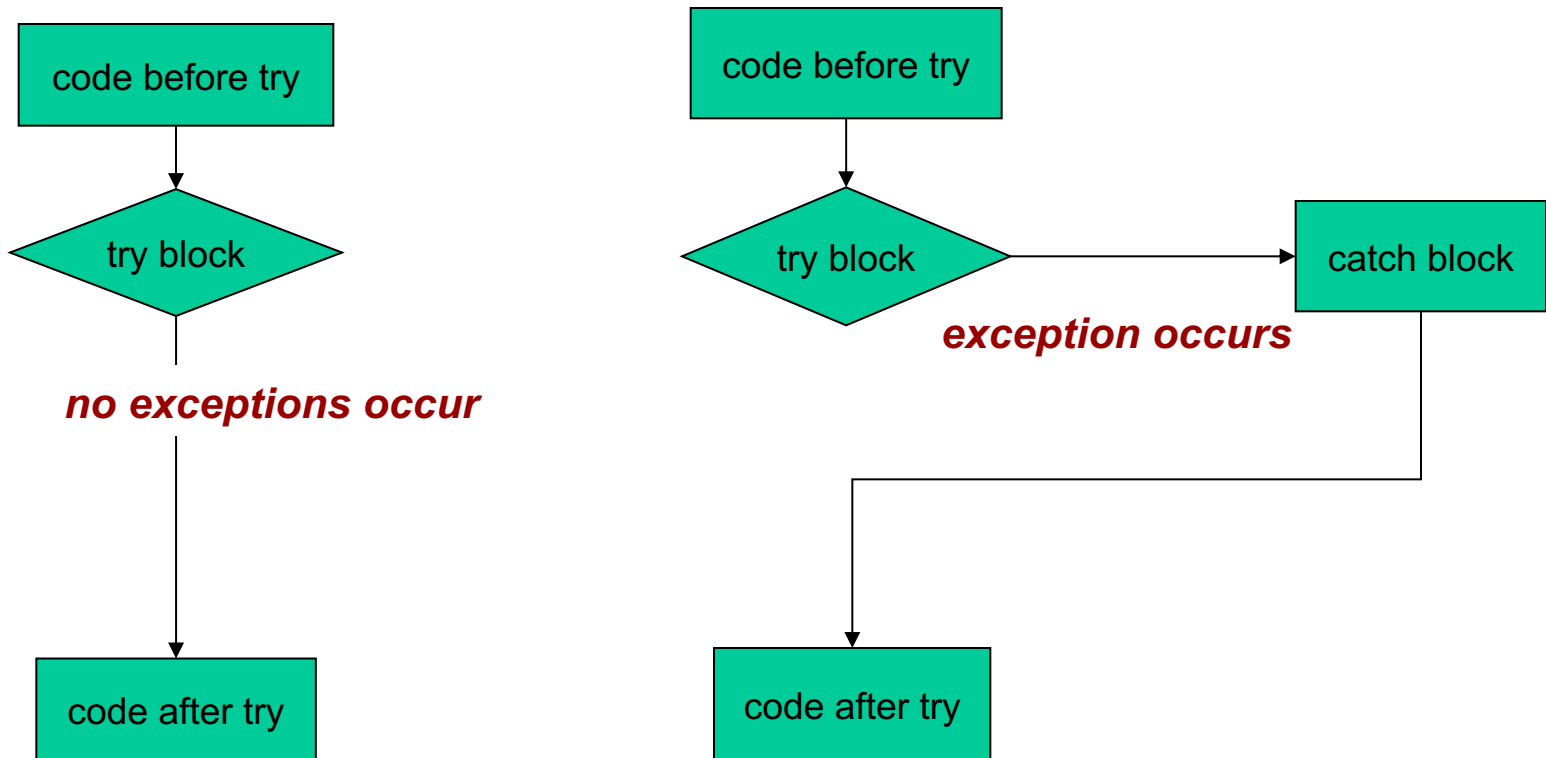 code before try
try block
no exceptions occur
code after try
code before try
try block
catch block
exception occurs
code after try